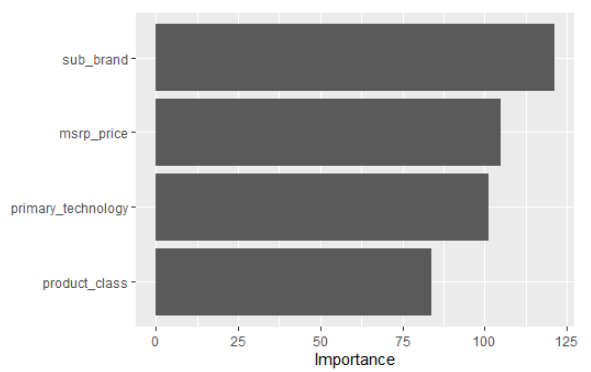 sub_brand
msrp_price
primary_technology
product_class
0 25 50 75 100 125
Importance